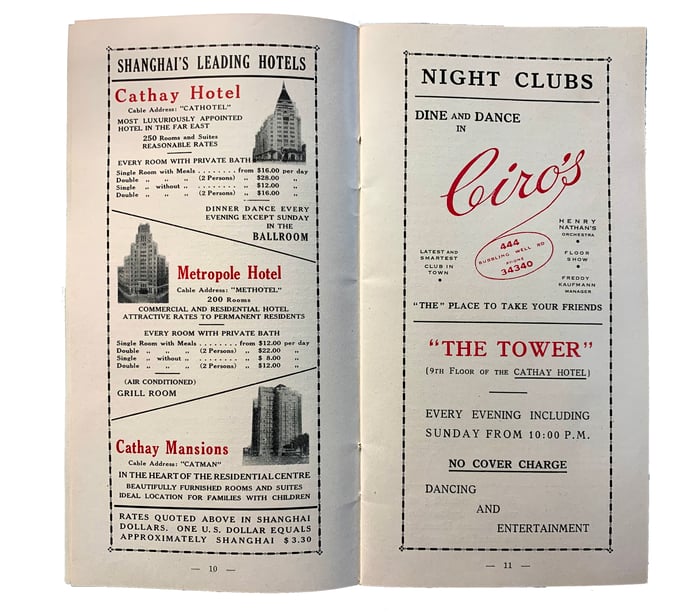 SHANGHAI'S LEADING HOTELS
Cathay Hotel
Cable Address: "CATHOTEL"
MOST LUXURIOUSLY APPOINTED
HOTEL IN THE FAR EAST
250 Rooms and Suites
REASONABLE RATES
EVERY ROOM WITH PRIVATE BATH
Single Room with Meals ........ from $16.00 per day
Double „ „ „ (2 Persons) „ $28.00 „
Single „ without „ ........ „ $12.00 „
Double „ „ „ (2 Persons) „ $16.00 „
DINNER DANCE EVERY
EVENING EXCEPT SUNDAY
IN THE
BALLROOM
Metropole Hotel
Cable Address: "METHOTEL"
200 Rooms
COMMERCIAL AND RESIDENTIAL HOTEL
ATTRACTIVE RATES TO PERMANENT RESIDENTS
EVERY ROOM WITH PRIVATE BATH
Single Room with Meals ........ from $12.00 per day
Double „ „ „ (2 Persons) „ $22.00 „
Single „ without „ ........ „ $ 8.00 „
Double „ „ „ (2 Persons) „ $12.00 „
(AIR CONDITIONED)
GRILL ROOM
Cathay Mansions
Cable Address: "CATMAN"
IN THE HEART OF THE RESIDENTIAL CENTRE
BEAUTIFULLY FURNISHED ROOMS AND SUITES
IDEAL LOCATION FOR FAMILIES WITH CHILDREN
RATES QUOTED ABOVE IN SHANGHAI
DOLLARS. ONE U.S. DOLLAR EQUALS
APPROXIMATELY SHANGHAI $3.30
— 10 —
NIGHT CLUBS
DINE AND DANCE
IN
Ciro's
444
BUBBLING WELL RD
PHONE
34340
LATEST AND
SMARTEST
CLUB IN
TOWN
HENRY
NATHAN'S
ORCHESTRA
FLOOR
SHOW
FREDDY
KAUFMANN
MANAGER
"THE" PLACE TO TAKE YOUR FRIENDS
"THE TOWER"
(9TH FLOOR OF THE CATHAY HOTEL)
EVERY EVENING INCLUDING
SUNDAY FROM 10:00 P.M.
NO COVER CHARGE
DANCING
AND
ENTERTAINMENT
— 11 —